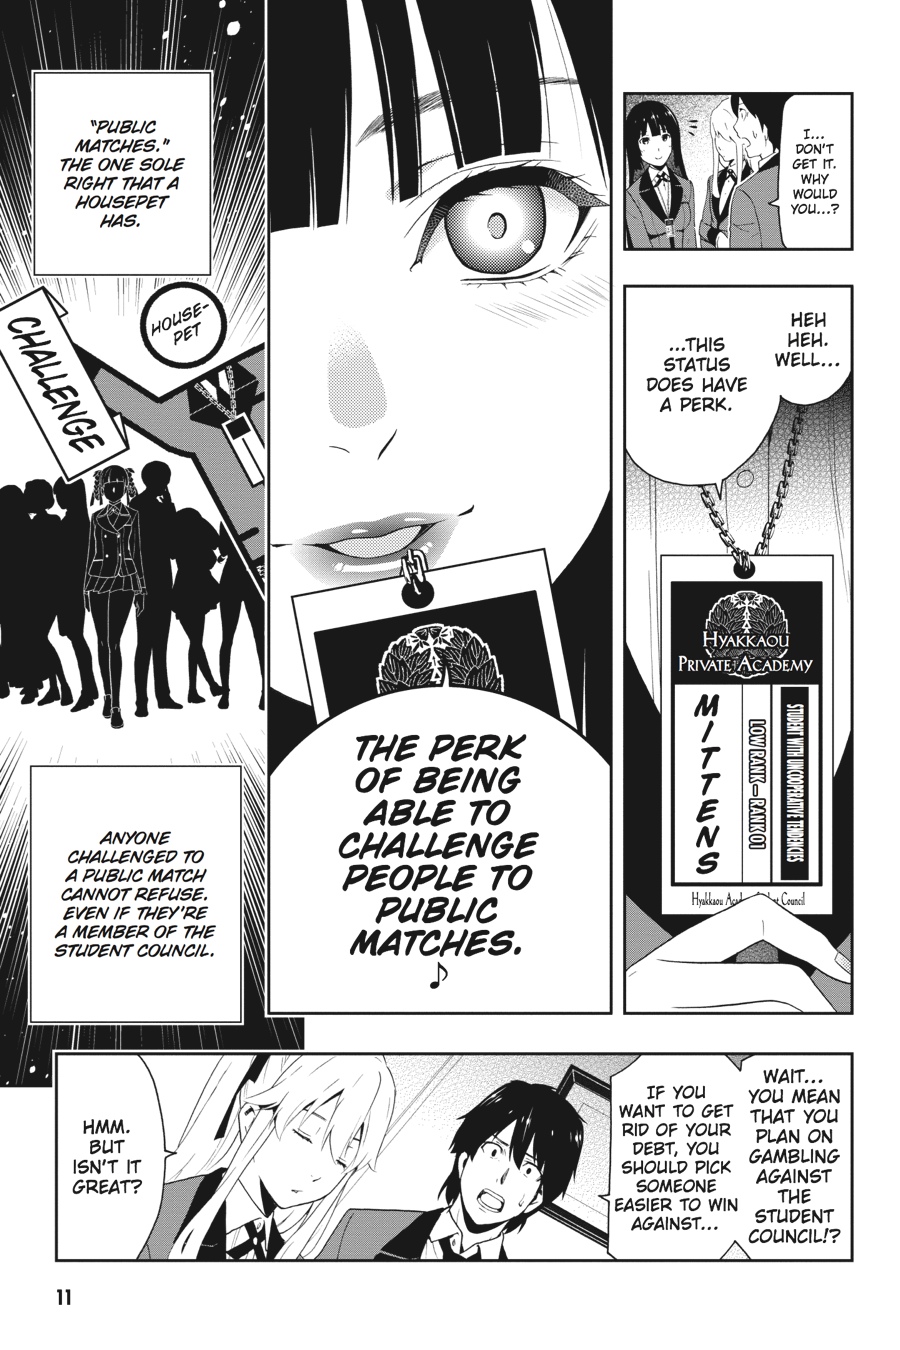 I...
DON'T
GET IT.
WHY
WOULD
YOU...?
HEH
HEH.
WELL...
...THIS
STATUS
DOES HAVE
A PERK.
HYAKKAOU
PRIVATE ACADEMY
STUDENT WITH UNCOOPERATIVE TENDENCIES
LOW RANK – RANK 01
MITTENS
Hyakkaou Council
THE PERK
OF BEING
ABLE TO
CHALLENGE
PEOPLE TO
PUBLIC
MATCHES.
♪
"PUBLIC
MATCHES."
THE ONE SOLE
RIGHT THAT A
HOUSEPET
HAS.
HOUSE-
PET
CHALLENGE
ANYONE
CHALLENGED TO
A PUBLIC MATCH
CANNOT REFUSE.
EVEN IF THEY'RE
A MEMBER OF THE
STUDENT COUNCIL.
WAIT...
YOU MEAN
THAT YOU
PLAN ON
GAMBLING
AGAINST
THE
STUDENT
COUNCIL!?
IF YOU
WANT TO GET
RID OF YOUR
DEBT, YOU
SHOULD PICK
SOMEONE
EASIER TO WIN
AGAINST...
HMM.
BUT
ISN'T IT
GREAT?
11